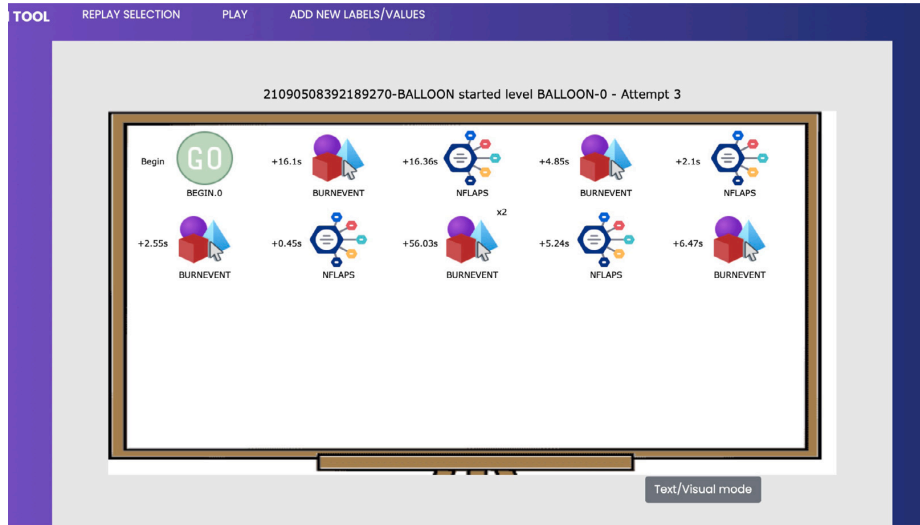 TOOL REPLAY SELECTION PLAY ADD NEW LABELS/VALUES
21090508392189270-BALLOON started level BALLOON-0 - Attempt 3
Begin GO +16.1s +16.36s +4.85s +2.1s
BEGIN.0 BURNEVENT NFLAPS BURNEVENT NFLAPS
x2
+2.55s +0.45s +56.03s +5.24s +6.47s
BURNEVENT NFLAPS BURNEVENT NFLAPS BURNEVENT
Text/Visual mode